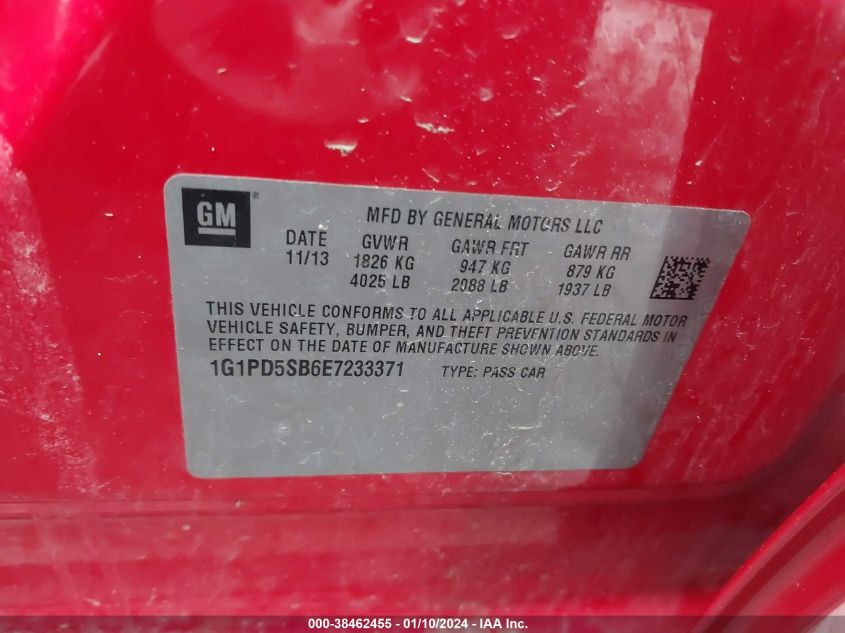 GM
MFD BY GENERAL MOTORS LLC
DATE GVWR GAWR FRT GAWR RR
11/13 1826 KG 947 KG 879 KG
4025 LB 2088 LB 1937 LB
THIS VEHICLE CONFORMS TO ALL APPLICABLE U.S. FEDERAL MOTOR
VEHICLE SAFETY, BUMPER, AND THEFT PREVENTION STANDARDS IN
EFFECT ON THE DATE OF MANUFACTURE SHOWN ABOVE.
1G1PD5SB6E7233371 TYPE: PASS CAR
000-38462455 - 01/10/2024 - 1G1PD5SB6E7233371